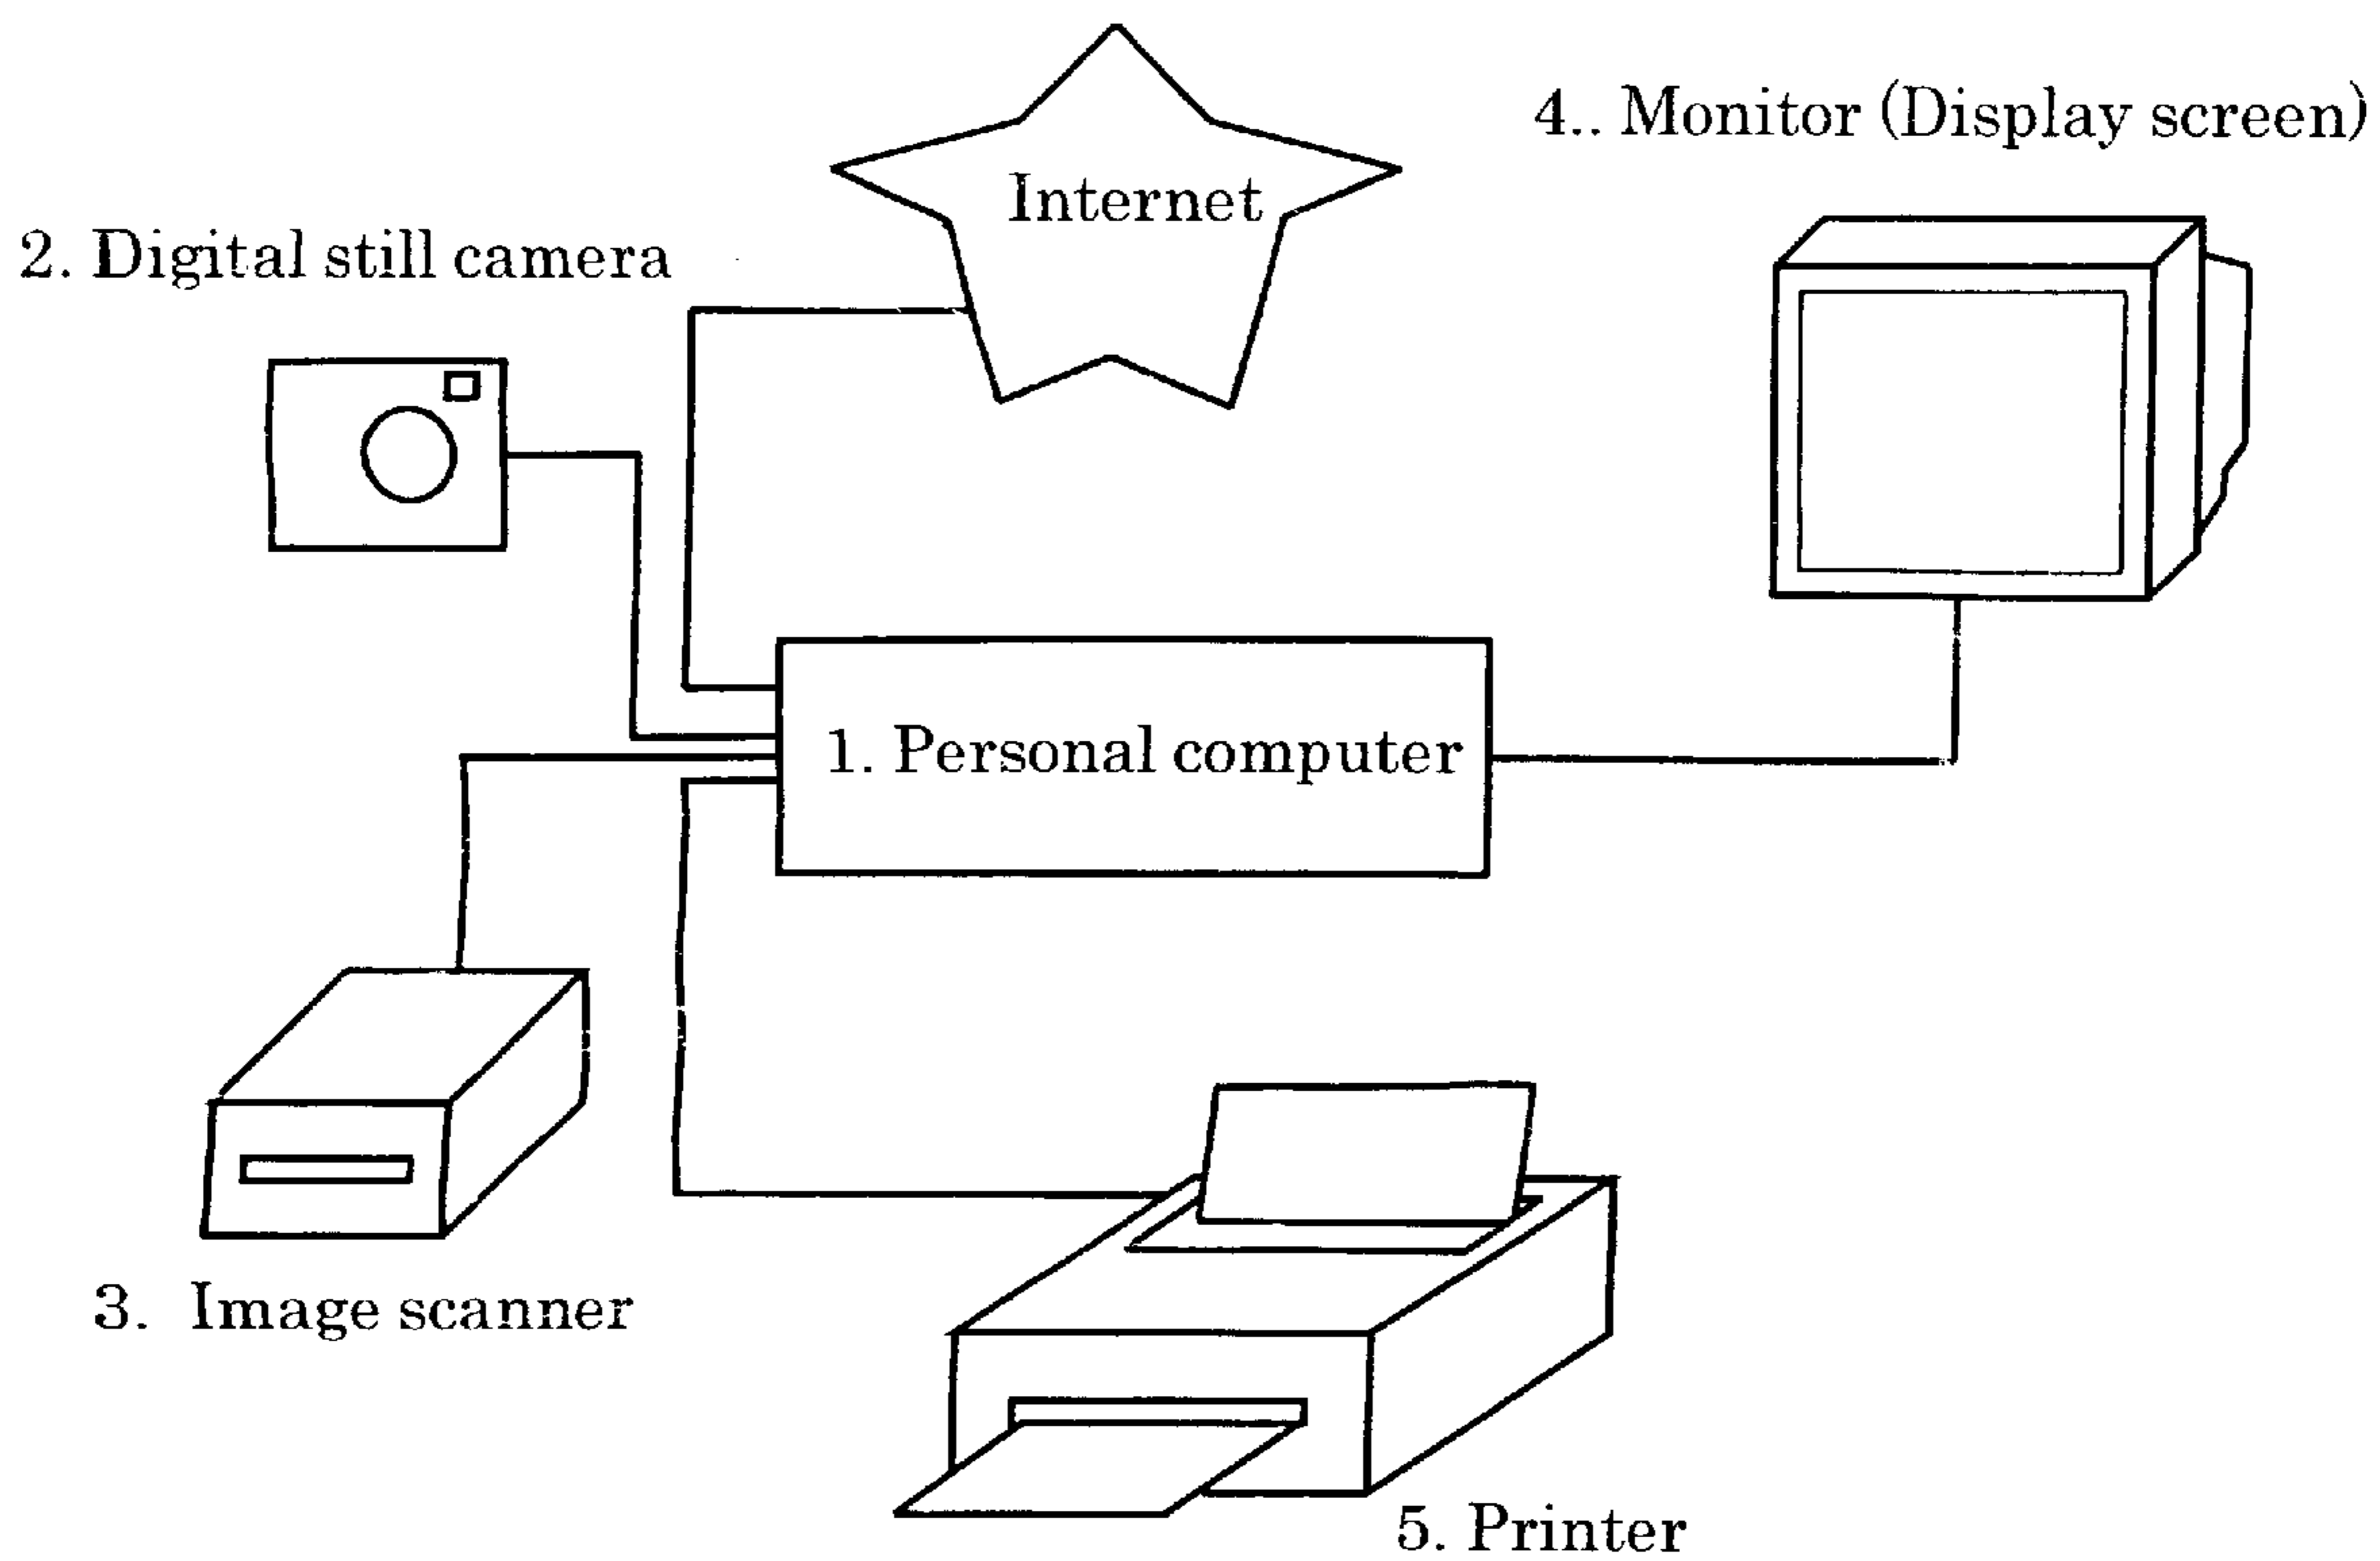 Internet
4.. Monitor (Display screen)
2. Digital still camera
1. Personal computer
3. Image scanner
5. Printer